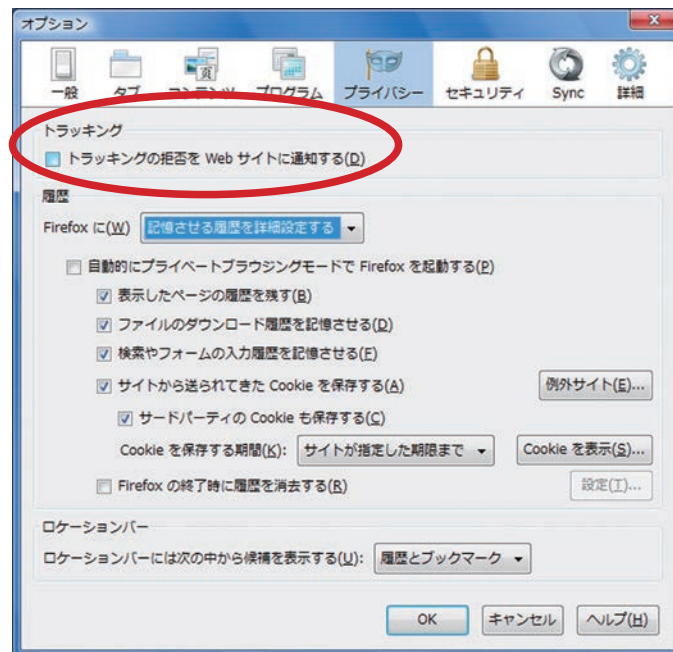 オプション
一般 タブ コンテンツ プログラム プライバシー セキュリティ Sync 詳細
トラッキング
トラッキングの拒否を Web サイトに通知する(D)
履歴
Firefox に(W) 記憶させる履歴を詳細設定する
自動的にプライベートブラウジングモードで Firefox を起動する(P)
表示したページの履歴を残す(B)
ファイルのダウンロード履歴を記憶させる(D)
検索やフォームの入力履歴を記憶させる(F)
サイトから送られてきた Cookie を保存する(A) 例外サイト(E)...
サードパーティの Cookie も保存する(C)
Cookie を保存する期間(K): サイトが指定した期限まで Cookie を表示(S)...
Firefox の終了時に履歴を消去する(R) 設定(T)...
ロケーションバー
ロケーションバーには次の中から候補を表示する(U): 履歴とブックマーク
OK キャンセル ヘルプ(H)